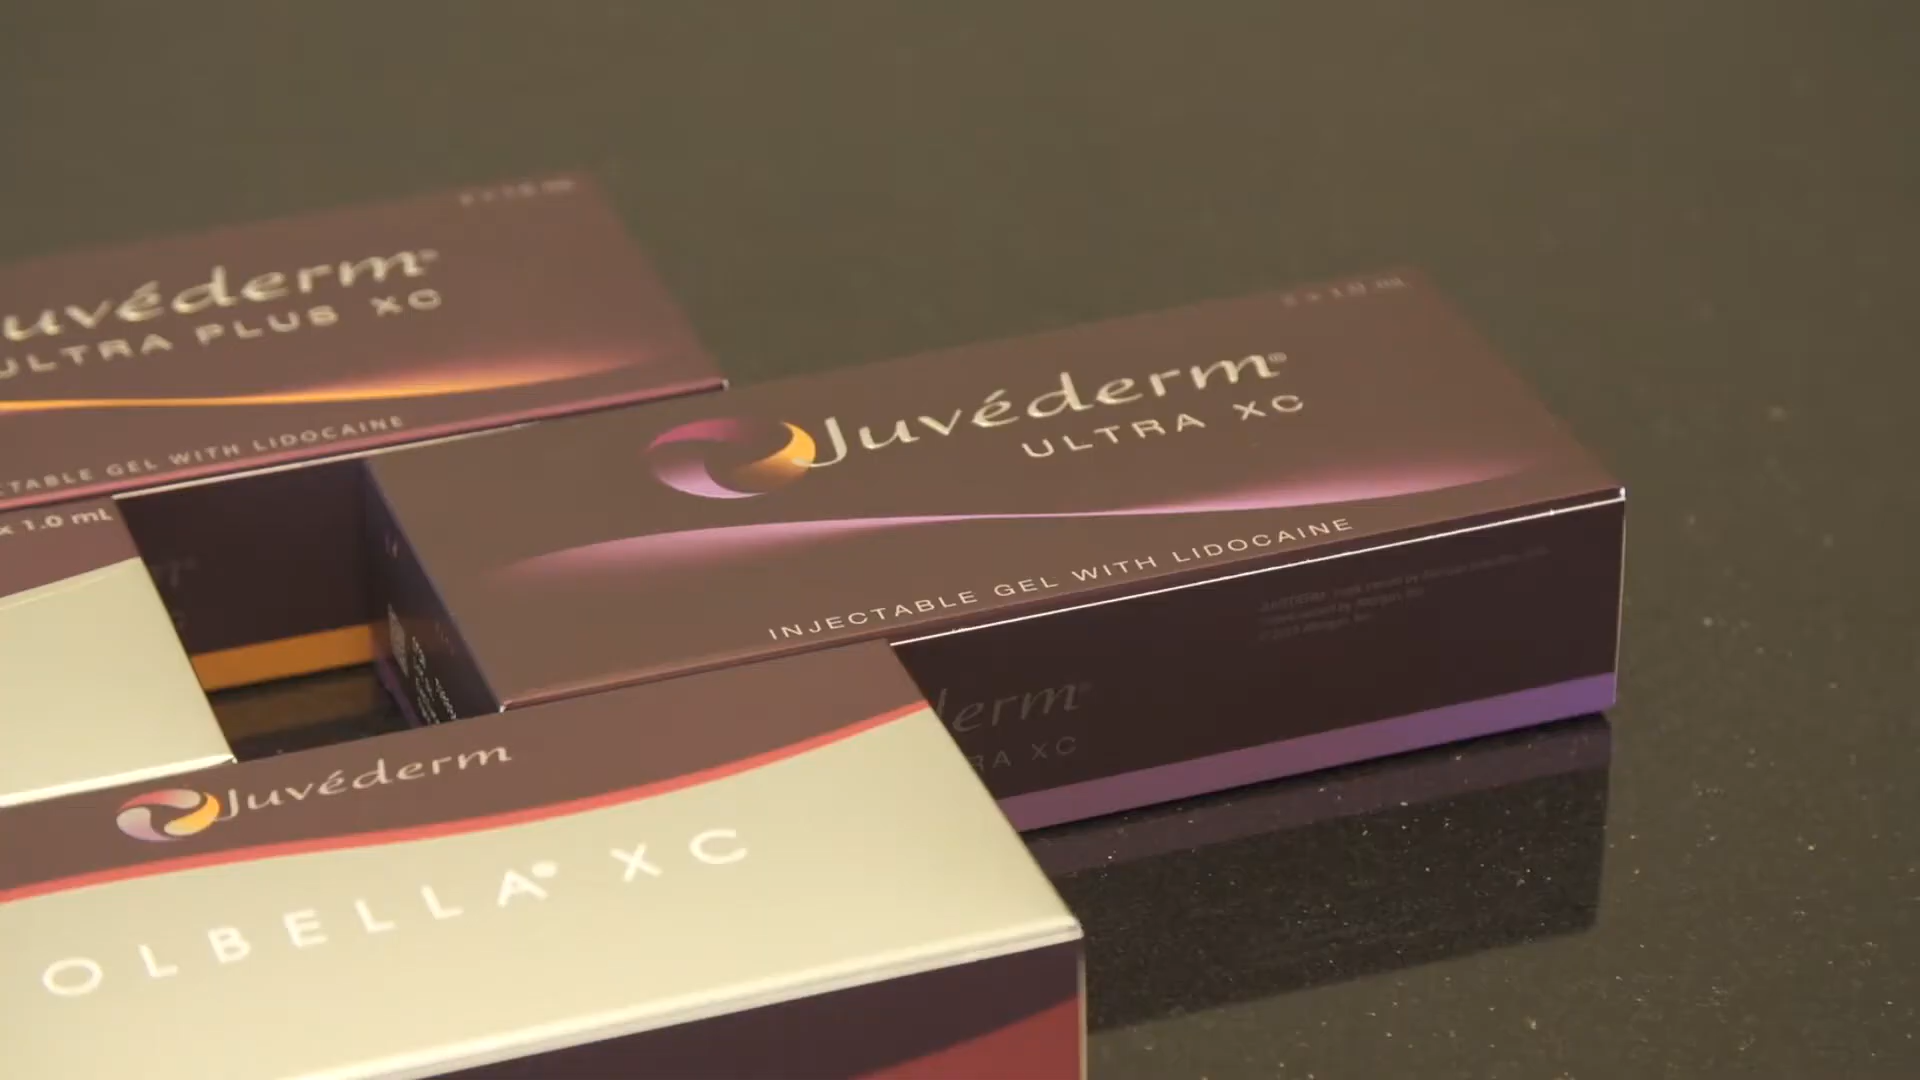 uvéderm®
ULTRA PLUS XC
TABLE GEL WITH LIDOCAINE
x 1.0 mL
Juvéderm®
ULTRA XC
INJECTABLE GEL WITH LIDOCAINE
derm®
RA XC
Juvéderm
OLBELLA® XC